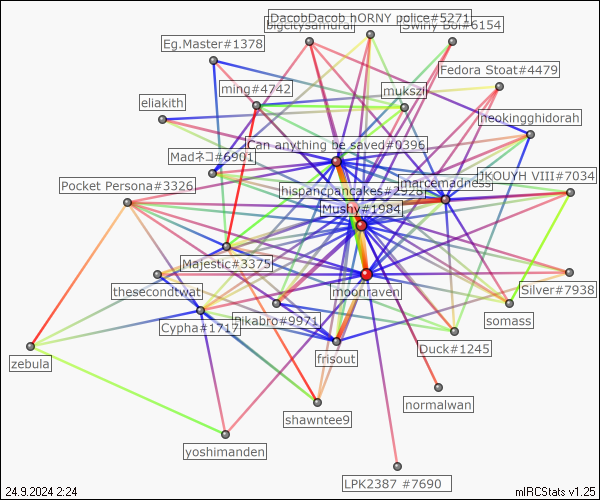 DacobDacob hORNY police#5271
bigcitysamurai
Swiny Boi#6154
Eg.Master#1378
Fedora Stoat#4479
ming#4742
mukszi
eliakith
neokingghidorah
Can anything be saved#0396
Madネコ#6901
Pocket Persona#3326
hispancpancakes#2928
marcemadness
JKOUYH VIII#7034
Mushy#1984
Majestic#3375
moonraven
thesecondtwat
Silver#7938
Cypha#1717
Pikabro#9971
somass
frisout
Duck#1245
zebula
normalwan
shawntee9
yoshimanden
LPK2387 #7690
24.9.2024 2:24
mIRCStats v1.25